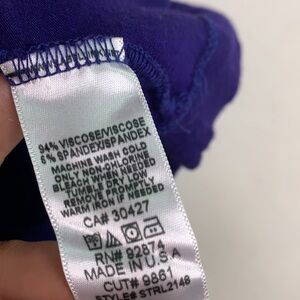 94% VISCOSE/VISCOSE
6% SPANDEX/SPANDEX
MACHINE WASH COLD
ONLY NON-CHLORINE
BLEACH WHEN NEEDED
TUMBLE DRY LOW
REMOVE PROMPTLY
WARM IRON IF NEEDED
CA# 30427
RN# 92874
MADE IN U.S.A
CUT# 9861
STYLE# STRL2148